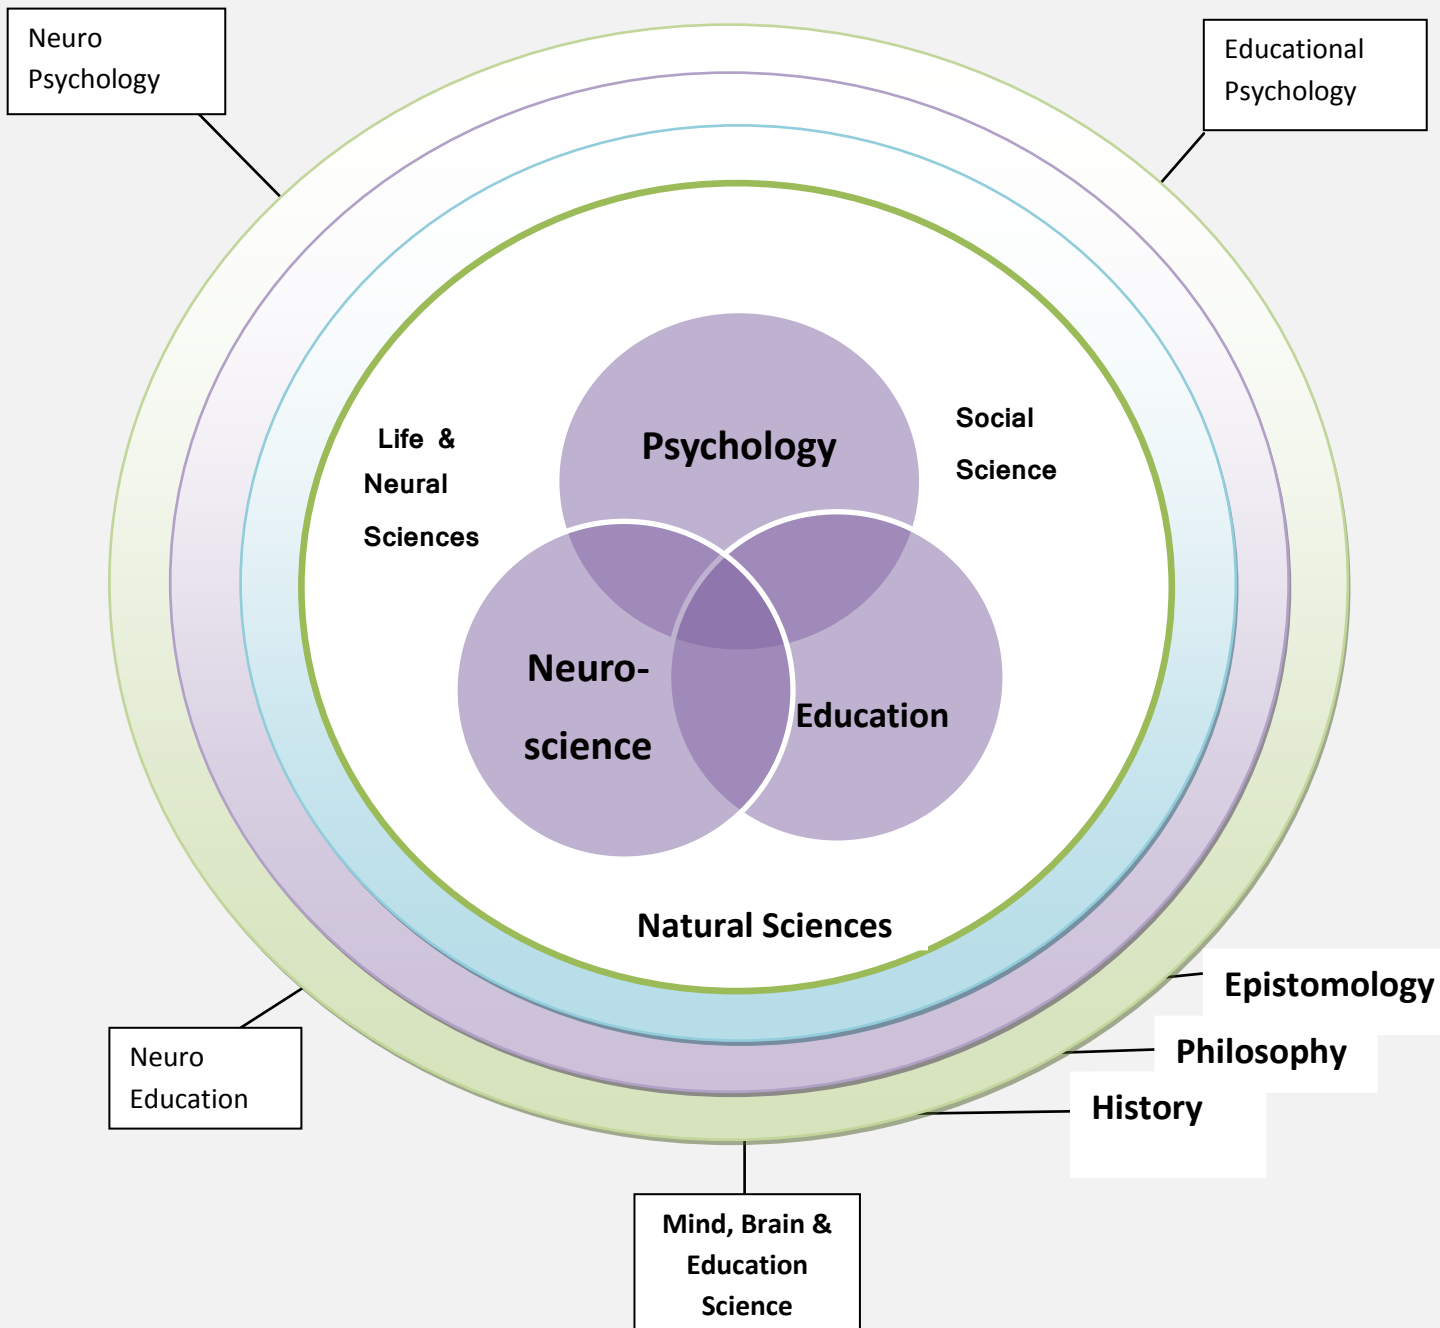 Neuro
Psychology
Educational
Psychology
Psychology
Social
Science
Life &
Neural
Sciences
Neuro-
science
Education
Natural Sciences
Epistomology
Philosophy
History
Neuro
Education
Mind, Brain &
Education
Science